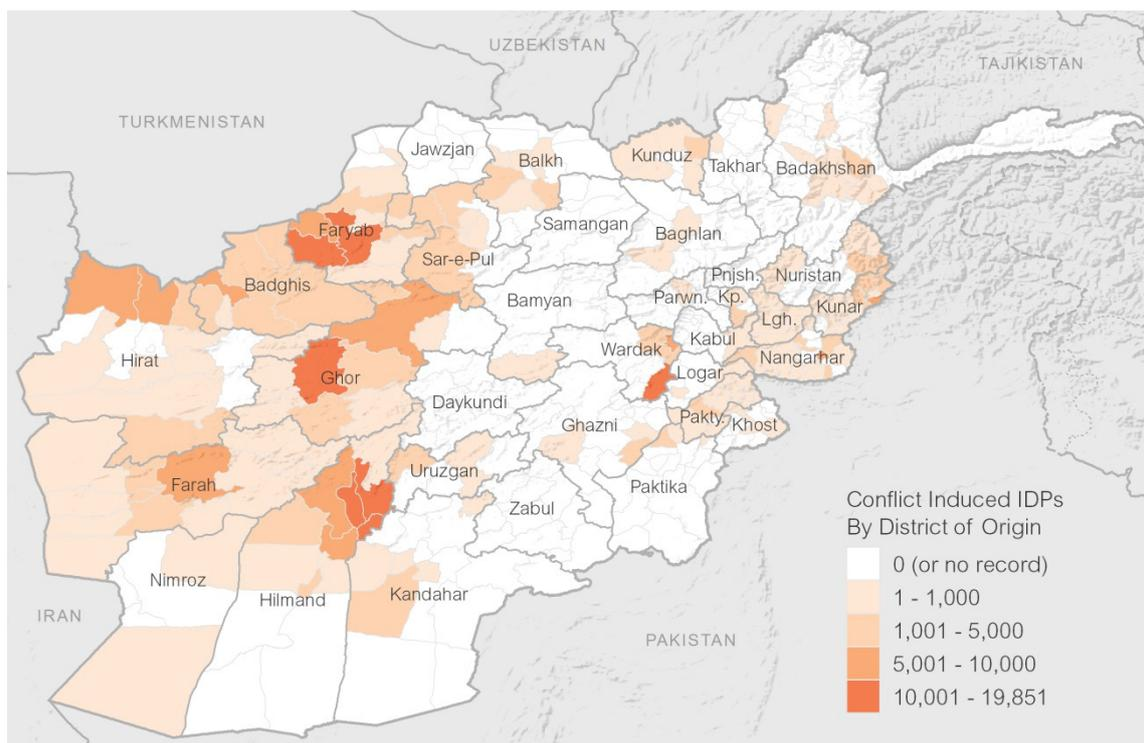 UZBEKISTAN
TAJIKISTAN
TURKMENISTAN
Jawzjan
Balkh
Kunduz
Takhar
Badakhshan
Faryab
Samangan
Baghlan
Sar-e-Pul
Badghis
Pnjsh.
Nuristan
Bamyan
Parwn.
Kp.
Kunar
Lgh.
Hirat
Wardak
Kabul
Nangarhar
Ghor
Logar
Daykundi
Ghazni
Pakty.
Khost
Farah
Uruzgan
Paktika
Zabul
Nimroz
Hilmand
Kandahar
IRAN
PAKISTAN
Conflict Induced IDPs
By District of Origin
0 (or no record)
1 - 1,000
1,001 - 5,000
5,001 - 10,000
10,001 - 19,851